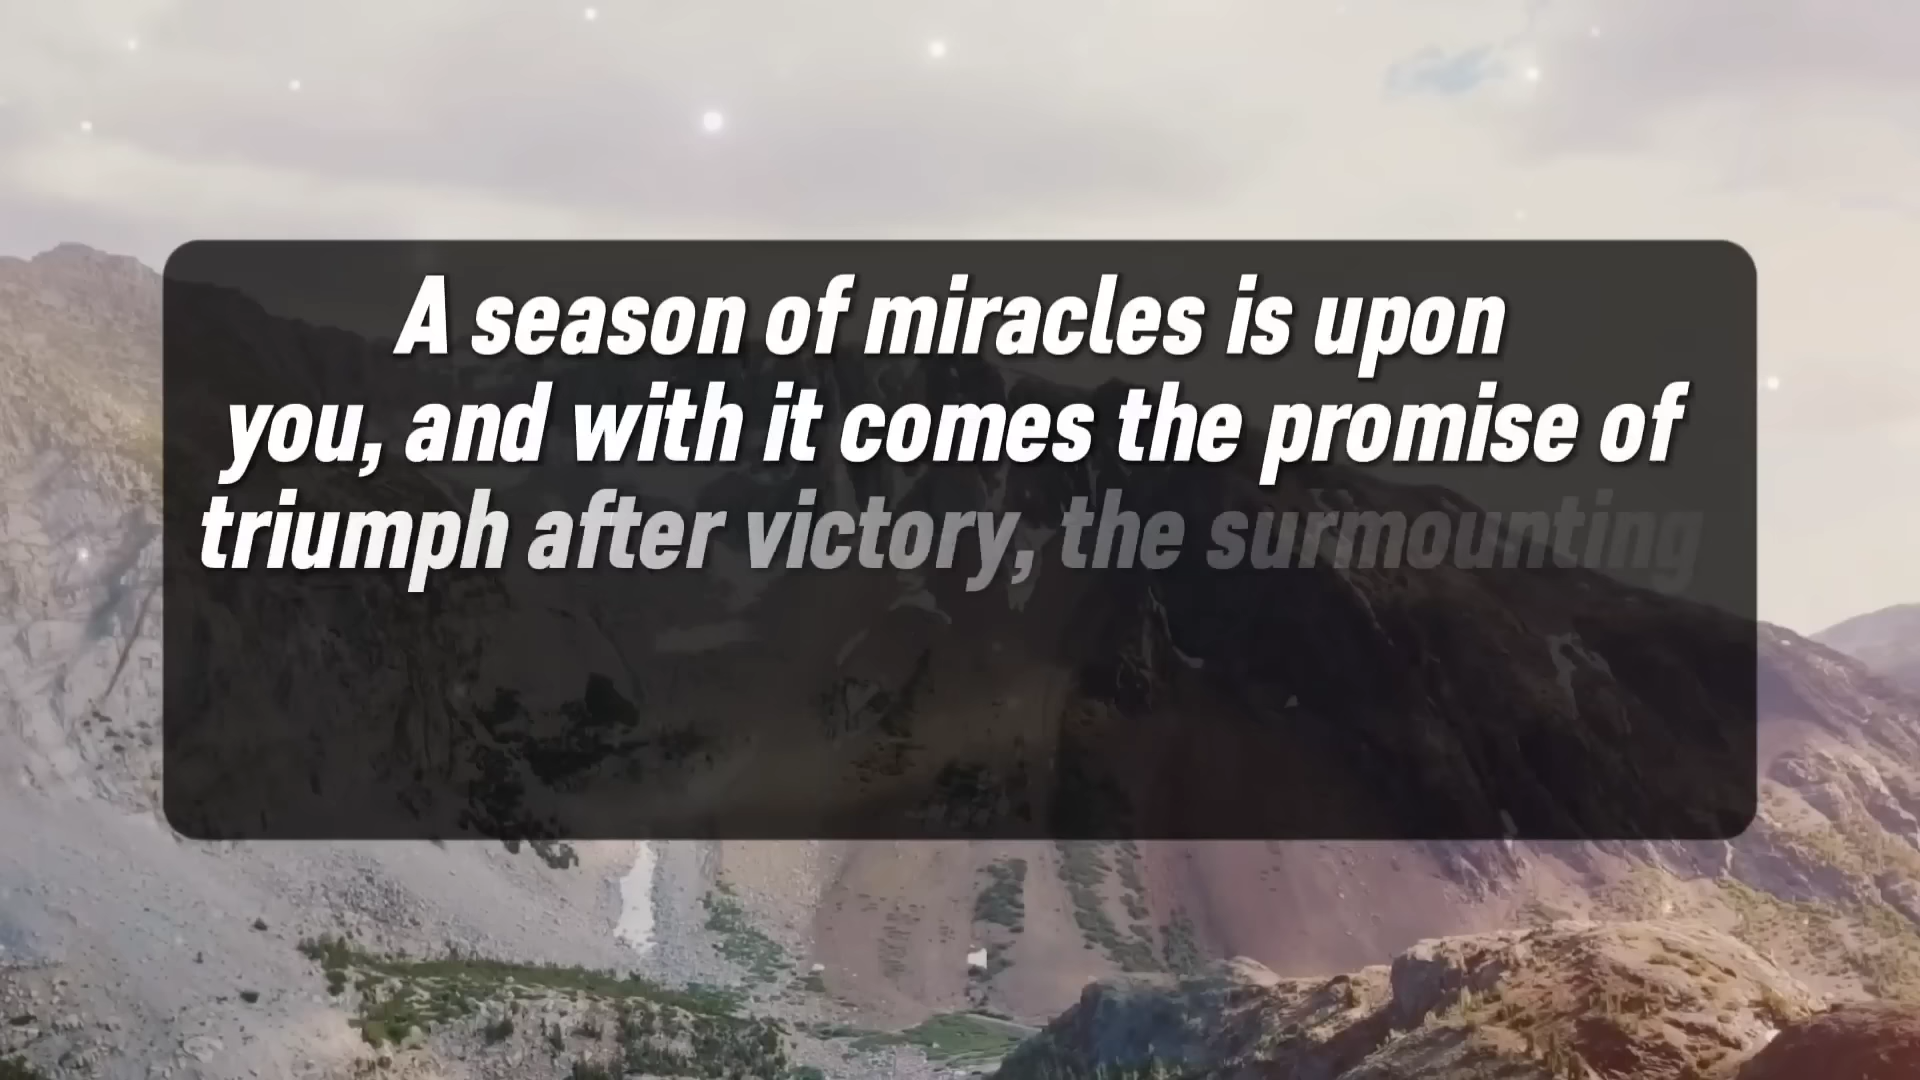 A season of miracles is upon
you, and with it comes the promise of
triumph after victory, the surmounting